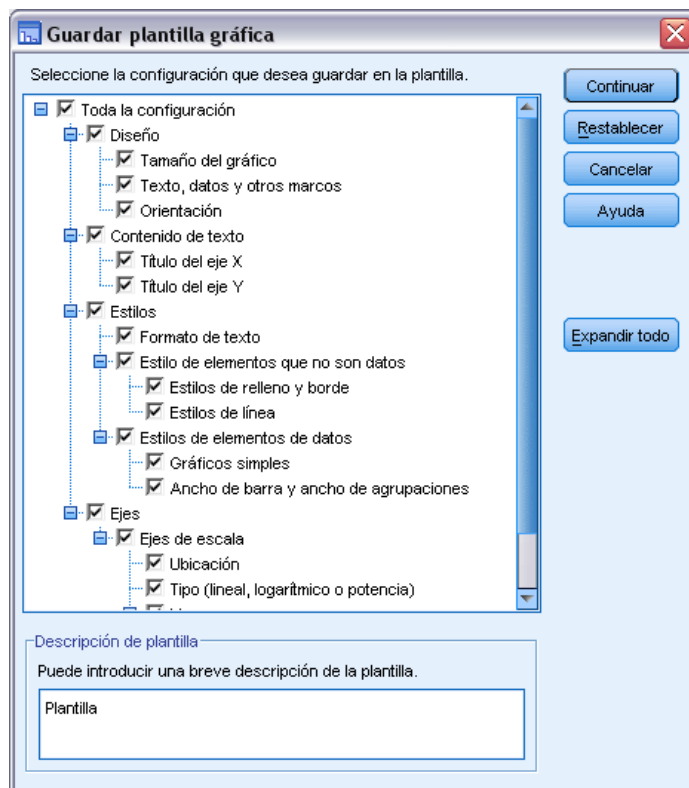 Guardar plantilla gráfica
Seleccione la configuración que desea guardar en la plantilla.
Toda la configuración
Diseño
Tamaño del gráfico
Texto, datos y otros marcos
Orientación
Contenido de texto
Título del eje X
Título del eje Y
Estilos
Formato de texto
Estilo de elementos que no son datos
Estilos de relleno y borde
Estilos de línea
Estilos de elementos de datos
Gráficos simples
Ancho de barra y ancho de agrupaciones
Ejes
Ejes de escala
Ubicación
Tipo (lineal, logarítmico o potencia)
Continuar
Restablecer
Cancelar
Ayuda
Expandir todo
Descripción de plantilla
Puede introducir una breve descripción de la plantilla.
Plantilla